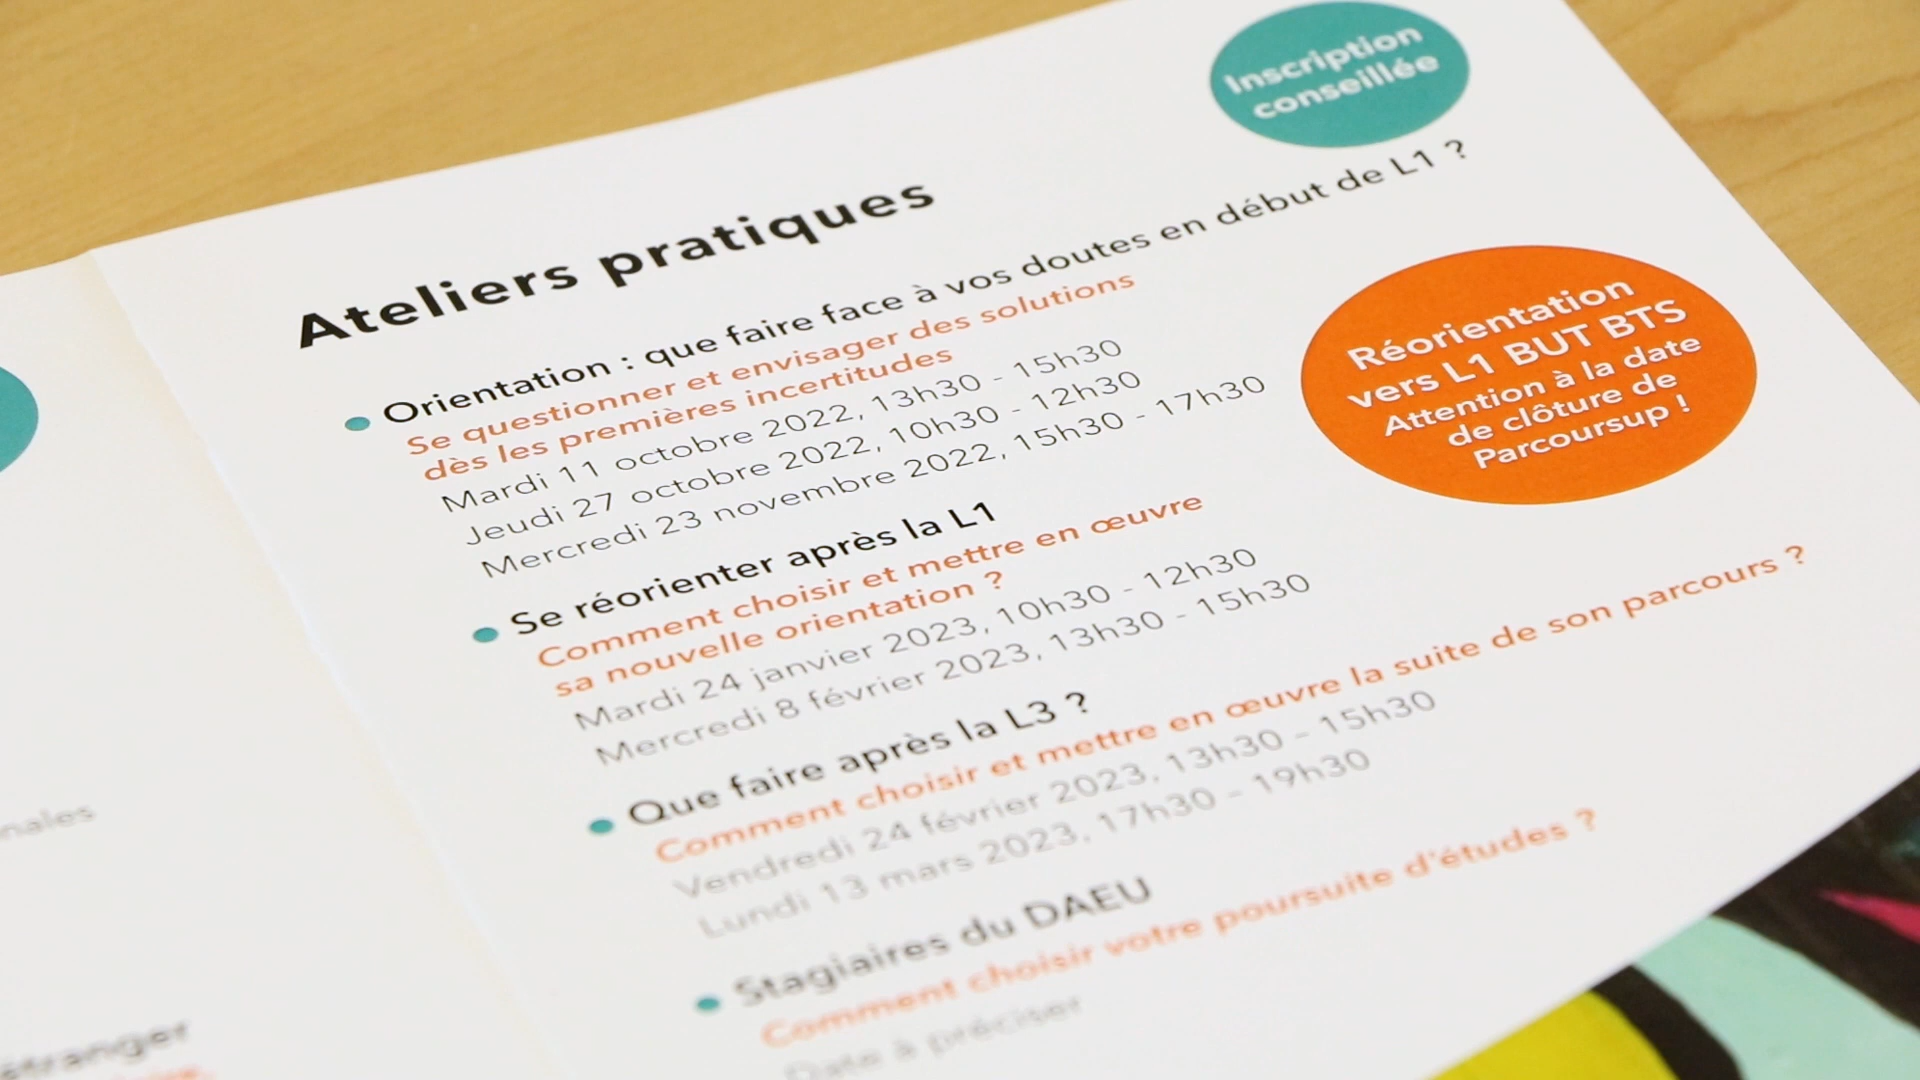 Inscription
conseillée
Ateliers pratiques
Orientation : que faire face à vos doutes en début de L1 ?
Se questionner et envisager des solutions
dès les premières incertitudes
Mardi 11 octobre 2022, 13h30 - 15h30
Jeudi 27 octobre 2022, 10h30 - 12h30
Mercredi 23 novembre 2022, 15h30 - 17h30
Réorientation
vers L1 BUT BTS
Attention à la date
de clôture de
Parcoursup !
Se réorienter après la L1
Comment choisir et mettre en œuvre
sa nouvelle orientation ?
Mardi 24 janvier 2023, 10h30 - 12h30
Mercredi 8 février 2023, 13h30 - 15h30
Que faire après la L3 ?
Comment choisir et mettre en œuvre la suite de son parcours ?
Vendredi 24 février 2023, 13h30 - 15h30
Lundi 13 mars 2023, 17h30 - 19h30
Stagiaires du DAEU
Comment choisir votre poursuite d'études ?
Date à préciser
nales
étranger